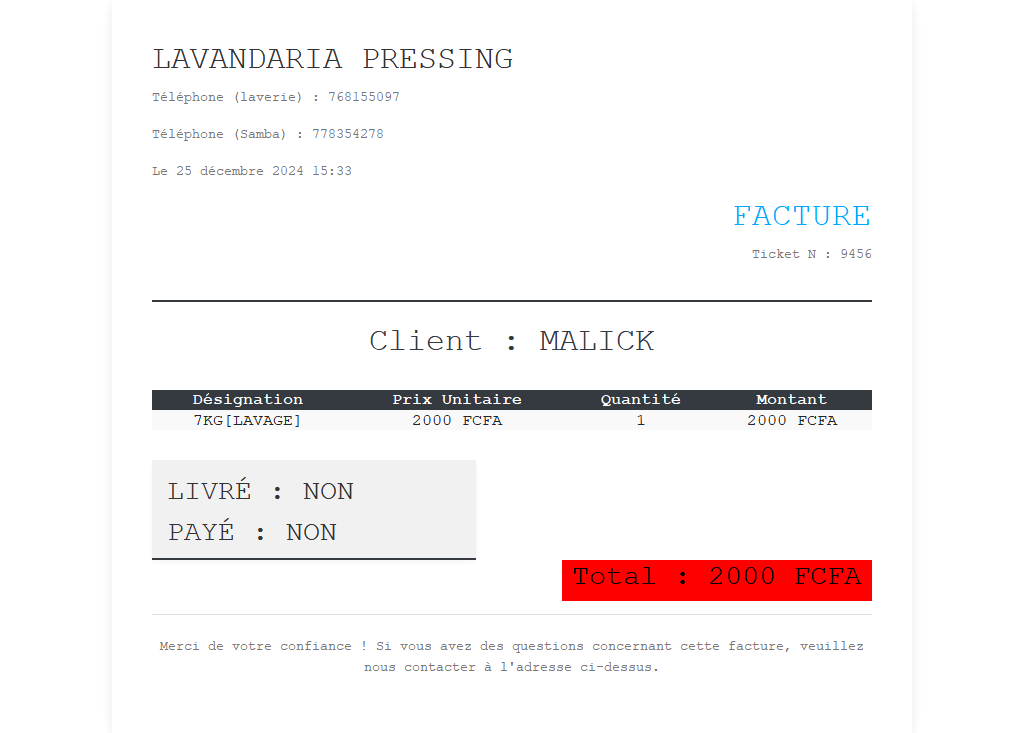 LAVANDARIA PRESSING
Téléphone (laverie) : 768155097
Téléphone (Samba) : 778354278
Le 25 décembre 2024 15:33
FACTURE
Ticket N : 9456
Client : MALICK
Désignation Prix Unitaire Quantité Montant
7KG[LAVAGE] 2000 FCFA 1 2000 FCFA
LIVRÉ : NON
PAYÉ : NON
Total : 2000 FCFA
Merci de votre confiance ! Si vous avez des questions concernant cette facture, veuillez
nous contacter à l'adresse ci-dessus.